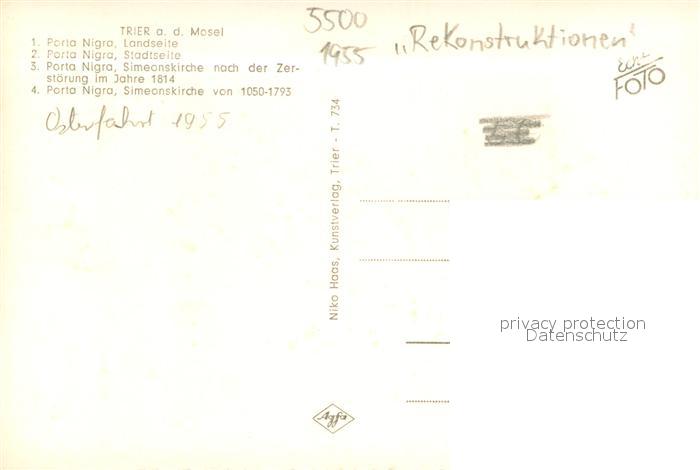 TRIER a. d. Mosel
1. Porta Nigra, Landseite
2. Porta Nigra, Stadtseite
3. Porta Nigra, Simeonskirche nach der Zer-
störung im Jahre 1814
4. Porta Nigra, Simeonskirche von 1050-1793
Osterfahrt 1955
5500
1955
„Rekonstruktionen"
Echt
FOTO
Niko Haas, Kunstverlag, Trier - T. 734
privacy protection
Datenschutz
Agfa